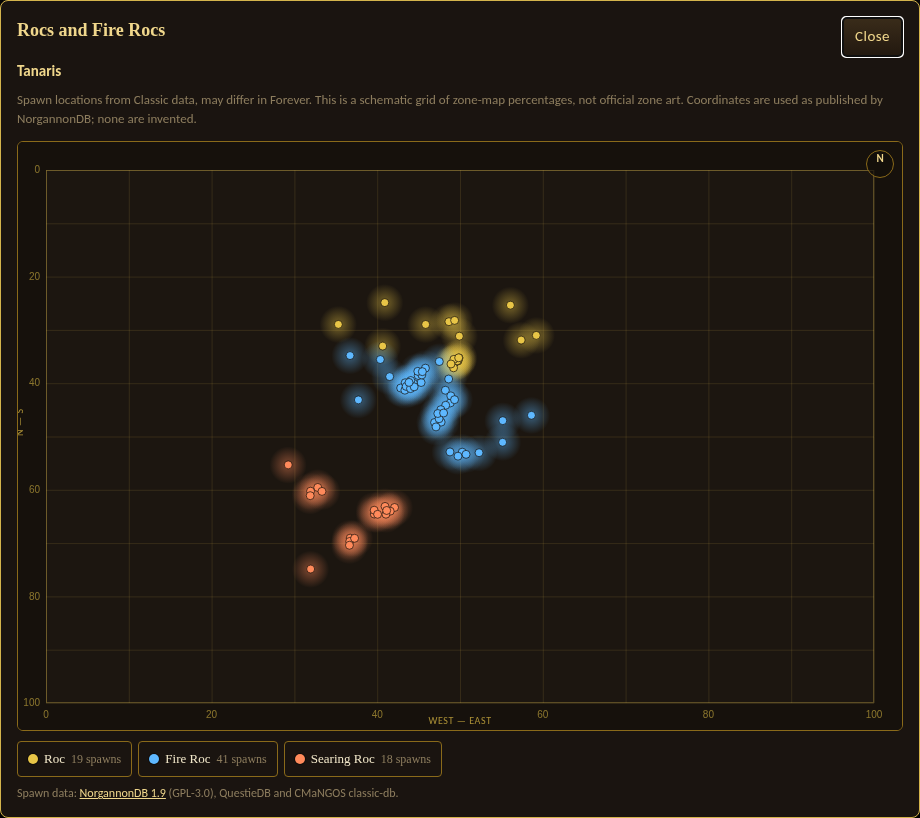 Rocs and Fire Rocs
Close
Tanaris
Spawn locations from Classic data, may differ in Forever. This is a schematic grid of zone-map percentages, not official zone art. Coordinates are used as published by
NorgannonDB; none are invented.
N
0
20
40
60
80
100
N — S
0
20
40
60
80
100
WEST — EAST
Roc 19 spawns
Fire Roc 41 spawns
Searing Roc 18 spawns
Spawn data: NorgannonDB 1.9 (GPL-3.0), QuestieDB and CMaNGOS classic-db.